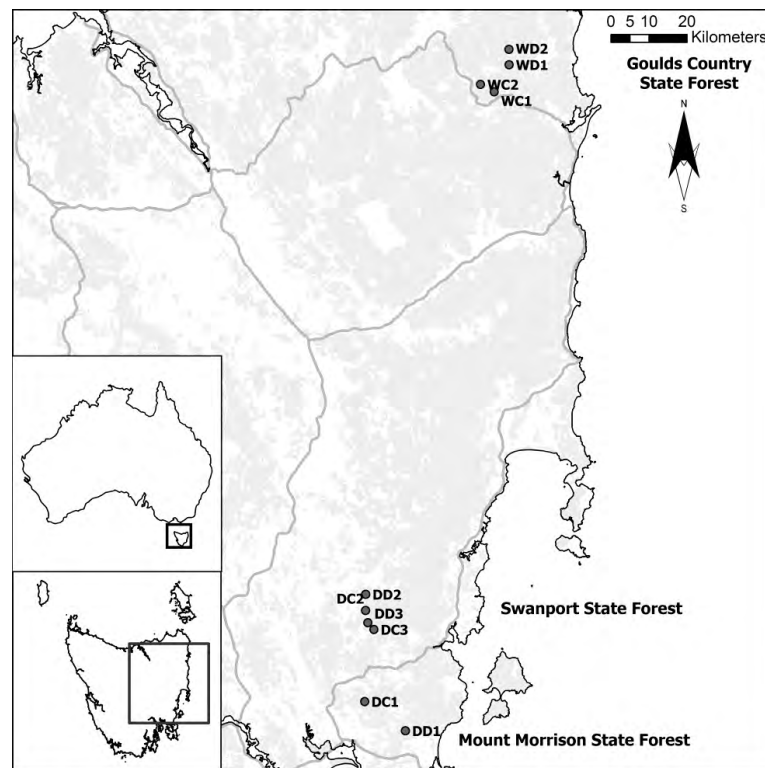 0 5 10 20
Kilometers
Goulds Country
State Forest
N
S
WD2
WD1
WC2
WC1
DD2
DC2
DD3
DC3
Swanport State Forest
DC1
DD1
Mount Morrison State Forest